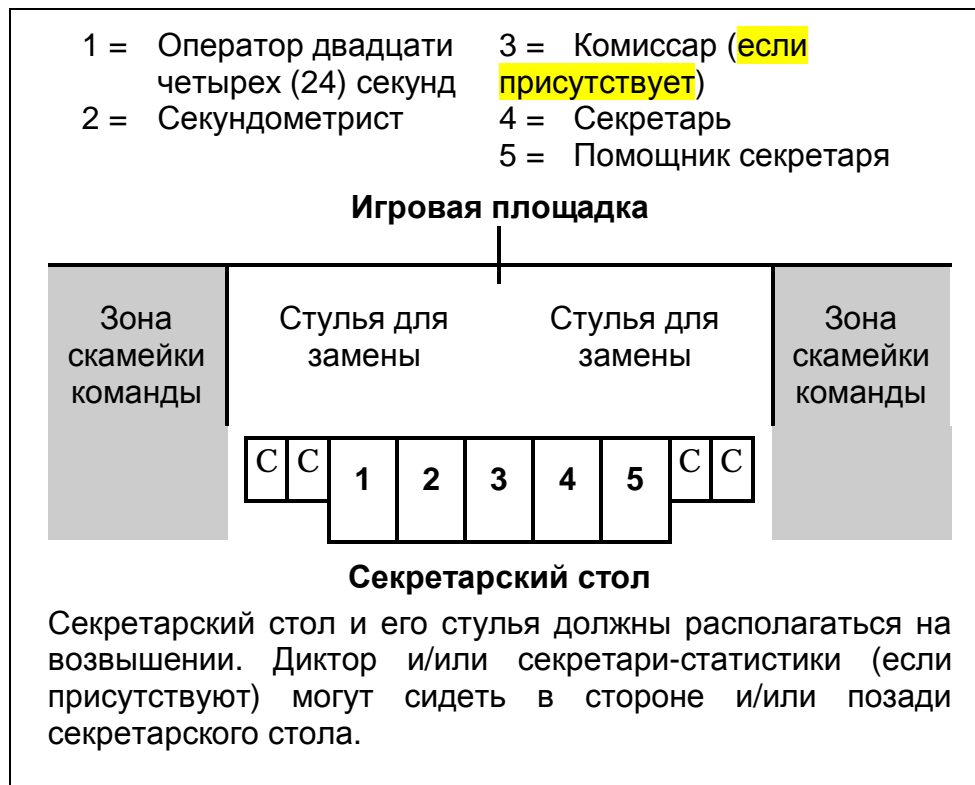 1 = Оператор двадцати четырех (24) секунд
2 = Секундометрист
3 = Комиссар (если присутствует)
4 = Секретарь
5 = Помощник секретаря
Игровая площадка
Зона
скамейки
команды
Стулья для
замены
Стулья для
замены
Зона
скамейки
команды
С С 1 2 3 4 5 С С
Секретарский стол
Секретарский стол и его стулья должны располагаться на
возвышении. Диктор и/или секретари-статистики (если
присутствуют) могут сидеть в стороне и/или позади
секретарского стола.